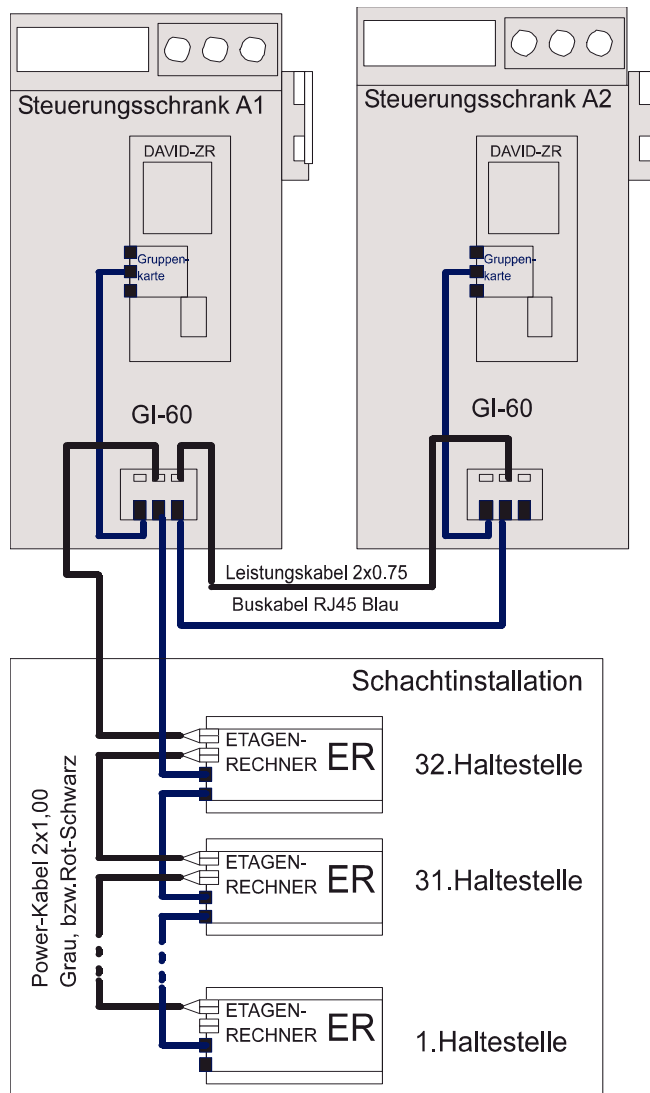 Steuerungsschrank A1
Steuerungsschrank A2
DAVID-ZR
DAVID-ZR
Gruppen-
karte
Gruppen-
karte
GI-60
GI-60
Leistungskabel 2x0.75
Buskabel RJ45 Blau
Schachtinstallation
Power-Kabel 2x1,00
Grau, bzw.Rot-Schwarz
ETAGEN-
RECHNER
ER
32.Haltestelle
ETAGEN-
RECHNER
ER
31.Haltestelle
ETAGEN-
RECHNER
ER
1.Haltestelle